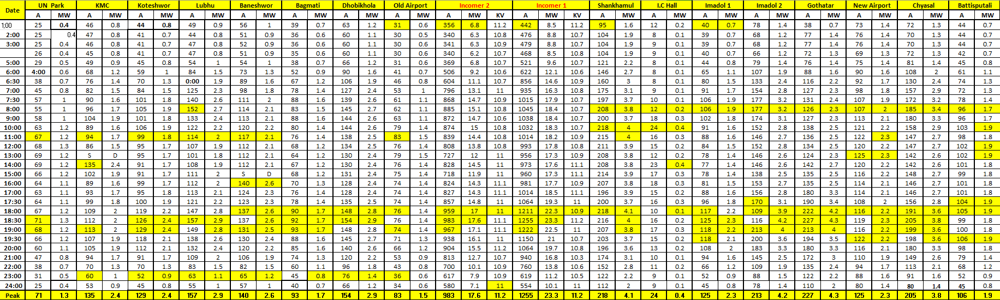 Date UN Park KMC Koteshwor Lubhu Baneshwor Bagmati Dhobikhola Old Airport Incomer 2 Incomer 1 Shankhamul I.C Hall Imadol 1 Imadol 2 Gothatar New Airport Chyasal Battisputali
A MW A MW A MW A MW A MW A MW A MW A MW A MW KV A MW KV A MW A MW A MW A MW A MW A MW A MW A MW
1;00 25 0.4 46 0.8 44 0.8 49 0.9 56 1 39 0.7 63 1.2 31 0.6 356 6.8 11.2 442 8.5 11.2 95 1.6 12 0.2 40 0.7 78 1.4 38 0.7 73 1.4 72 1.3 44 0.7
2:00 25 0.4 47 0.8 41 0.7 44 0.8 51 0.9 36 0.6 60 1.1 30 0.5 340 6.3 10.8 476 8.8 10.7 104 1.9 8 0.1 39 0.7 68 1.2 77 1.4 76 1.4 70 1.3 44 0.7
3:00 25 0.4 46 0.8 41 0.7 47 0.8 52 0.9 36 0.6 60 1.1 30 0.6 341 6.3 10.9 479 8.8 10.7 104 1.9 9 0.1 39 0.7 68 1.2 77 1.4 76 1.4 70 1.3 44 0.7
26 0.4 45 0.8 41 0.7 47 0.8 51 0.9 35 0.6 60 1.1 30 0.6 340 6.2 10.7 468 8.5 10.8 104 1.9 9 0.1 40 0.7 66 1.2 72 1.3 69 1.3 72 1.3 42 0.7
5:00 29 0.5 49 0.9 45 0.8 54 1 54 1 38 0.7 66 1.2 31 0.6 369 6.8 10.7 521 9.6 10.7 121 2.2 8 0.1 44 0.8 79 1.4 76 1.4 75 1.4 81 1.4 45 0.8
6:00 4:00 0.6 68 1.2 59 1 84 1.5 73 1.3 52 0.9 90 1.6 41 0.7 506 9.2 10.6 622 12.1 10.6 146 2.7 8 0.1 65 1.1 107 1.9 88 1.6 90 1.6 108 2 61 1.1
6:30 38 0.7 76 1.4 70 1.3 0:00 1.9 89 1.6 67 1.2 106 1.9 46 0.8 604 11.1 10.7 856 14.6 10.9 160 3 8 0.1 80 1.5 133 2.4 116 2.2 92 1.7 130 2.4 74 1.3
7:00 45 0.8 82 1.5 84 1.5 125 2.3 98 1.8 78 1.4 127 2.4 53 1 796 13.1 11 935 16.3 10.8 175 3.1 9 0.1 91 1.7 154 2.8 127 2.3 98 1.8 157 2.9 72 1.3
7:30 57 1 90 1.6 101 1.8 140 2.6 111 2 88 1.6 139 2.6 61 1.1 868 14.7 10.9 1015 17.9 10.7 197 3.7 10 0.1 106 1.9 177 3.2 131 2.4 107 1.9 172 3.2 78 1.4
8:00 55 1 96 1.7 105 1.9 152 2.7 114 2.1 83 1.5 145 2.7 62 1.1 885 15.1 10.8 1045 18.4 10.7 208 3.8 12 0.2 106 1.9 177 3.2 126 2.3 107 2 185 3.4 96 1.7
9:00 58 1 104 1.9 101 1.8 133 2.4 113 2.1 88 1.6 144 2.6 63 1.1 872 14.7 10.6 1038 18.4 10.7 200 3.7 18 0.3 102 1.8 174 3.1 127 2.3 113 2.1 180 3.3 96 1.7
10:00 63 1.2 89 1.6 106 1.9 122 2.2 120 2.2 80 1.4 144 2.6 79 1.4 874 15 10.8 1032 18.3 10.7 218 4 24 0.4 91 1.6 152 2.8 138 2.5 121 2.2 158 2.9 103 1.9
11:00 67 1.2 94 1.7 99 1.8 114 2 117 2.1 76 1.4 138 2.5 83 1.5 839 14.4 10.8 1014 18.2 10.9 215 4 16 0.3 88 1.6 146 2.7 136 2.5 122 2.3 147 2.7 98 1.8
12:00 68 1.3 86 1.5 95 1.7 107 1.9 112 2.1 68 1.2 134 2.5 76 1.4 808 13.8 10.8 993 17.8 10.8 211 3.9 15 0.2 84 1.5 152 2.8 134 2.5 120 2.2 147 2.7 102 1.9
13:00 69 1.2 S D 95 1.7 101 1.8 112 2.1 64 1.2 130 2.4 79 1.5 727 12 11 956 17.3 10.9 208 3.8 12 0.2 78 1.4 146 2.6 124 2.3 125 2.3 142 2.6 102 1.9
14:00 69 1.2 135 2.4 91 1.7 108 1.9 112 2.1 67 1.2 130 2.4 76 1.4 828 14.5 11 973 17.6 11.1 208 3.8 23 0.4 77 1.4 146 2.6 142 2.7 120 2.2 142 2.6 101 1.8
15:00 66 1.2 102 1.9 91 1.7 111 2 S D 68 1.2 131 2.4 75 1.4 718 11.9 11 960 17.3 11.1 214 3.9 17 0.3 78 1.4 138 2.5 135 2.5 116 2.2 148 2.7 99 1.8
16:00 64 1.1 89 1.6 99 1.7 112 2 140 2.6 70 1.3 128 2.4 74 1.4 824 14.3 11.1 981 17.7 10.9 207 3.8 18 0.3 81 1.5 153 2.7 135 2.5 114 2.1 146 2.7 101 1.8
17:00 63 1.1 93 1.7 95 1.8 113 2.1 124 2.3 76 1.4 128 2.4 74 1.4 827 14.3 11.1 1014 18.5 11.1 196 3.9 15 0.2 88 1.6 156 2.8 180 3.3 114 2.1 146 2.7 101 1.8
17:30 64 1.1 99 1.8 100 1.9 121 2.2 123 2.3 78 1.4 135 2.5 74 1.4 857 14.8 11 1064 19.3 11 200 3.7 16 0.3 96 1.8 170 3.1 190 3.4 108 2 156 2.8 104 1.9
18:00 67 1.2 109 2 119 2.2 147 2.8 137 2.6 90 1.7 148 2.8 76 1.4 959 17 11 1211 22.3 10.9 218 4.1 10 0.1 117 2.2 109 3.9 222 4.2 116 2.2 191 3.6 105 1.9
18:30 71 1.3 112 2 126 2.4 157 2.9 137 2.6 92 1.7 154 2.9 76 1.4 983 17.6 11.1 1255 23.3 11.2 216 4 16 0.2 125 2.3 116 4.2 227 4.3 119 2.3 205 3.8 99 1.8
19:00 68 1.2 113 2 129 2.4 149 2.8 131 2.5 93 1.7 148 2.8 74 1.4 967 17.1 11.1 1222 22.5 11 207 3.8 17 0.3 118 2.2 213 4 213 4 116 2.2 199 3.6 100 1.8
19:30 66 1.2 107 1.9 118 2.1 138 2.6 130 2.4 88 1.6 145 2.7 71 1.3 938 16.1 11 1150 21 10.7 203 3.7 15 0.2 118 2.1 200 3.6 194 3.5 122 2.2 198 3.6 106 1.9
20:00 60 1.1 105 1.9 112 2.1 132 2.4 120 2.2 85 1.6 140 2.6 66 1.2 904 15.5 11.2 1064 19.7 10.8 196 3.6 13 0.2 108 2 183 3.3 180 3.3 116 2.1 180 3.3 98 1.8
21:00 47 0.8 94 1.7 91 1.7 109 2 106 1.9 74 1.3 120 2.2 53 0.9 813 12.7 10.7 940 16.8 10.3 174 3.1 10 0.1 94 1.6 145 2.5 172 3 110 1.9 149 2.6 79 1.4
22:00 38 0.7 70 1.3 70 1.3 83 1.5 82 1.5 60 1.1 96 1.8 43 0.8 700 10.1 10.9 760 13.8 10.6 152 2.8 11 0.2 66 1.2 109 1.9 135 2.4 94 1.7 113 2.1 68 1.2
23:00 31 0.5 60 1 52 0.9 63 1.1 65 1.2 45 0.8 76 1.4 36 0.6 617 7.9 10.9 619 11.2 10.5 122 2.2 9 0.1 52 0.9 88 1.5 122 2.2 88 1.6 91 1.6 52 0.9
24:00 25 0.4 53 0.9 45 0.8 55 1 57 1 40 0.7 66 1.2 34 0.6 580 7.1 11 554 10.1 11 112 2 9 0.1 45 0.8 78 1.4 110 2 80 1.4 80 1.4 45 0.8
Peak 71 1.3 135 2.4 129 2.4 157 2.9 140 2.6 93 1.7 154 2.9 83 1.5 983 17.6 11.2 1255 23.3 11.2 218 4.1 24 0.4 125 2.3 213 4.2 227 4.3 125 2.3 205 3.8 106 1.9